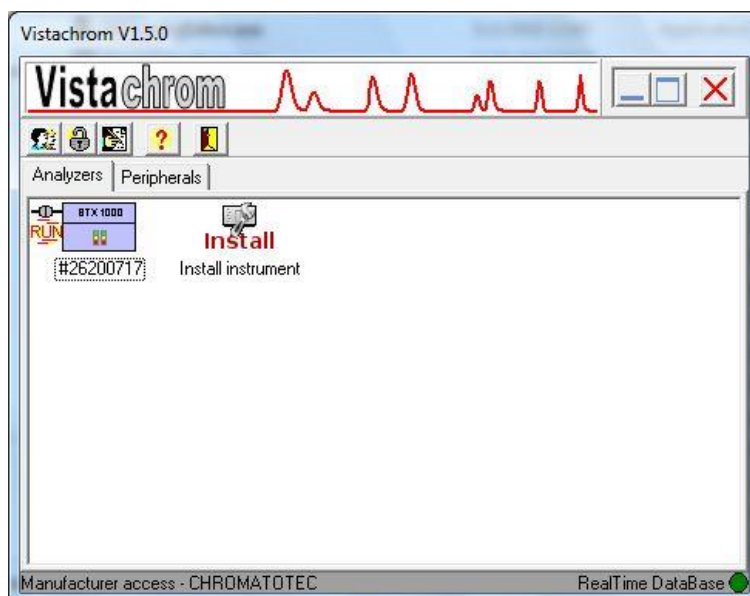 Vistachrom V1.5.0
Vistachrom
?
Analyzers Peripherals
BTX 1000
RUN
Install
#26200717 Install instrument
Manufacturer access - CHROMATOTEC RealTime DataBase